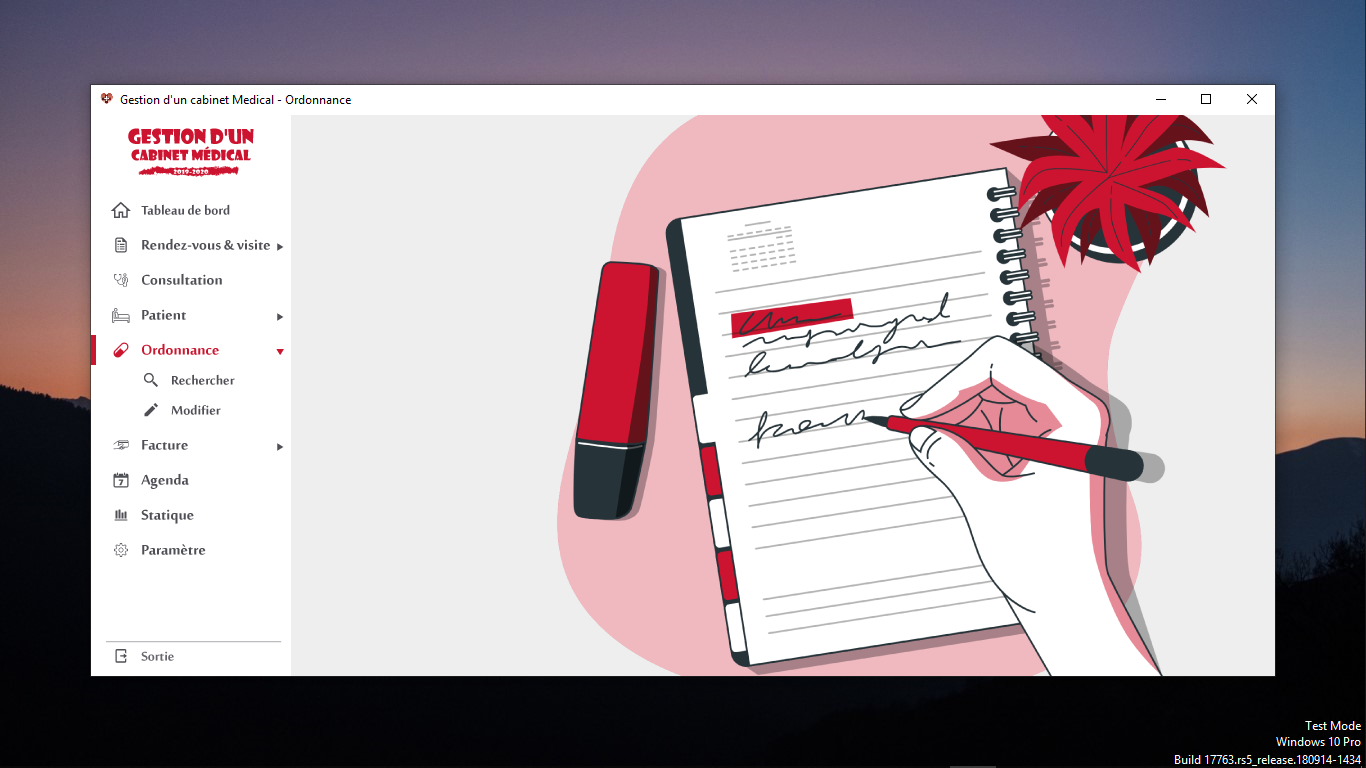 Gestion d'un cabinet Medical - Ordonnance
GESTION D'UN
CABINET MÉDICAL
2019-2020
Tableau de bord
Rendez-vous & visite
Consultation
Patient
Ordonnance
Rechercher
Modifier
Facture
7
Agenda
Statique
Paramètre
Sortie
Test Mode
Windows 10 Pro
Build 17763.rs5_release.180914-1434